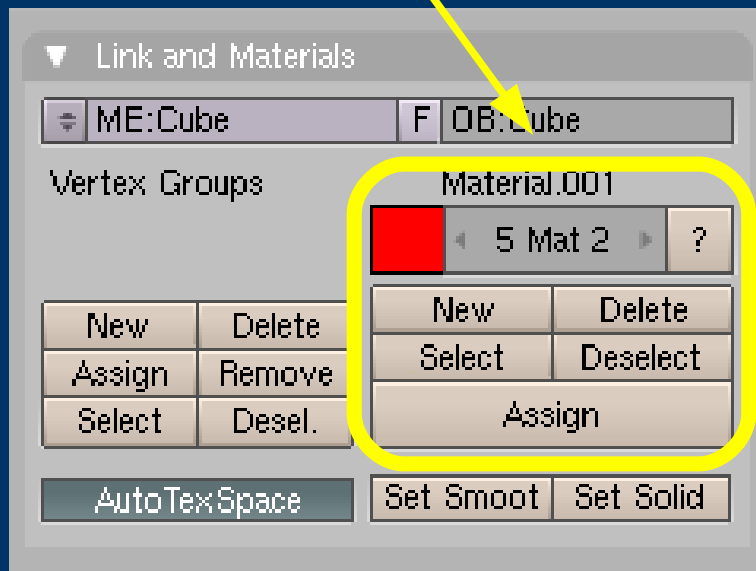 Link and Materials
ME:Cube F OB:Cube
Vertex Groups Material.001
5 Mat 2 ?
New Delete New Delete
Assign Remove Select Deselect
Select Desel. Assign
AutoTexSpace Set Smoot Set Solid